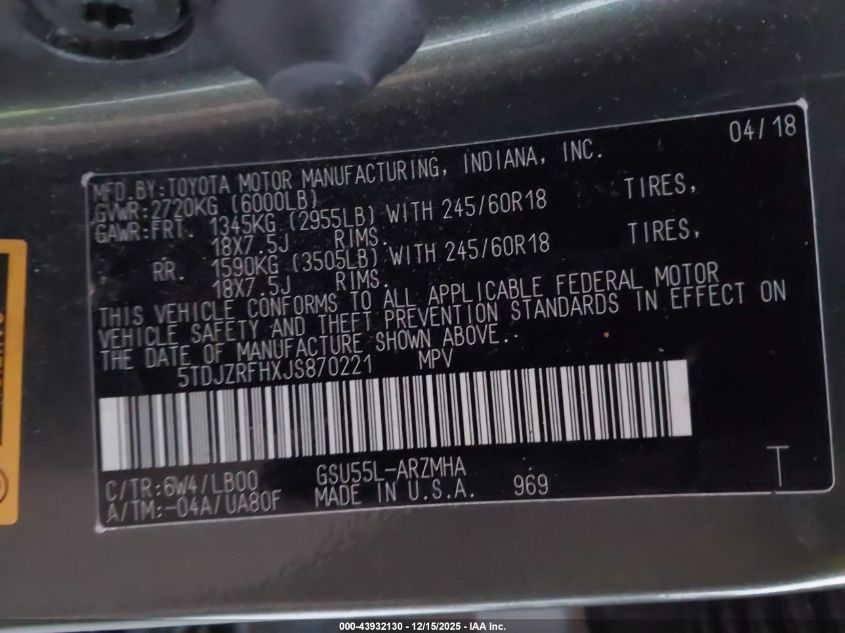 04/18
MFD.BY:TOYOTA MOTOR MANUFACTURING, INDIANA, INC.
GVWR:2720KG (6000LB)
GAWR:FRT. 1345KG (2955LB) WITH 245/60R18 TIRES,
18X7.5J RIMS.
RR. 1590KG (3505LB) WITH 245/60R18 TIRES,
18X7.5J RIMS.
THIS VEHICLE CONFORMS TO ALL APPLICABLE FEDERAL MOTOR
VEHICLE SAFETY AND THEFT PREVENTION STANDARDS IN EFFECT ON
THE DATE OF MANUFACTURE SHOWN ABOVE.
5TDJZRFHXJS870221 MPV
C/TR:6W4/LB00 GSU55L-ARZMHA
A/TM:-04A/UA80F MADE IN U.S.A. 969 T
000-43932130 - 12/15/2025 - IAA Inc.